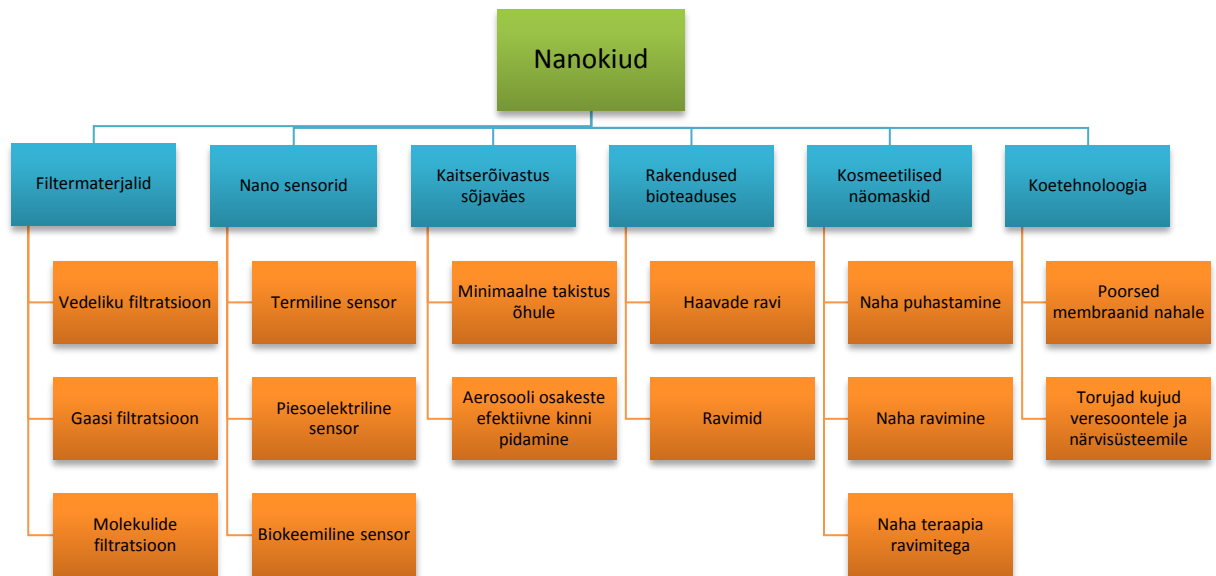 Nanokiud
Filtermaterjalid
Nano sensorid
Kaitserõivastus
sõjaväes
Rakendused
bioteaduses
Kosmeetilised
näomaskid
Koetehnoloogia
Vedeliku filtratsioon
Gaasi filtratsioon
Molekulide
filtratsioon
Termiline sensor
Piesoelektriline
sensor
Biokeemiline sensor
Minimaalne takistus
õhule
Aerosooli osakeste
efektiivne kinni
pidamine
Haavade ravi
Ravimid
Naha puhastamine
Naha ravimine
Naha teraapia
ravimitega
Poorsed
membraanid nahale
Torujad kujud
veresoontele ja
närvisüsteemile